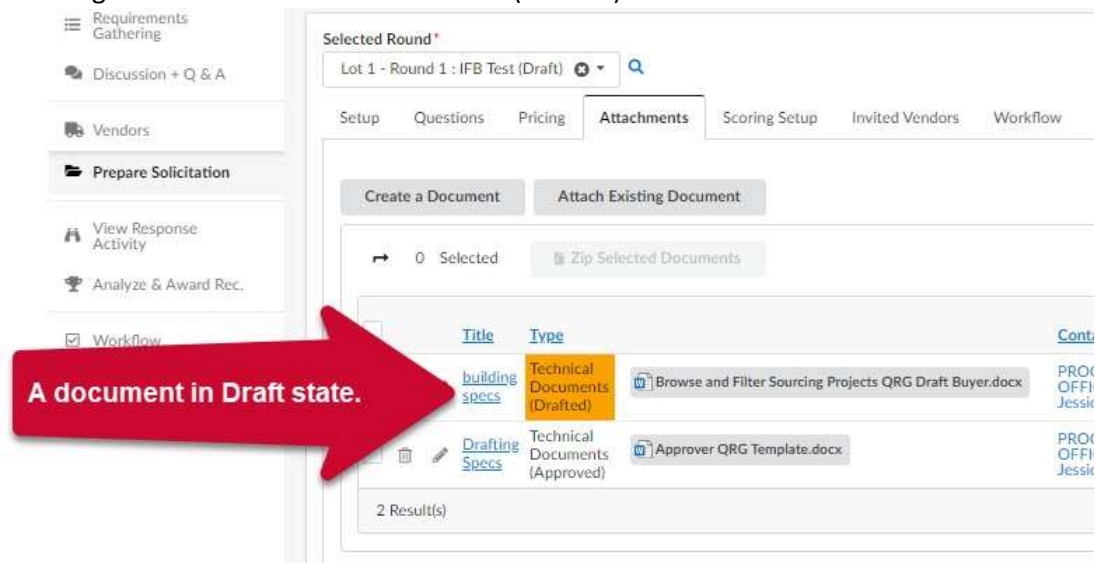 Requirements
Gathering
Discussion + Q & A
Vendors
Prepare Solicitation
View Response
Activity
Analyze & Award Rec.
Workflow
Selected Round*
Lot 1 - Round 1 : IFB Test (Draft)
Setup Questions Pricing Attachments Scoring Setup Invited Vendors Workflow
Create a Document Attach Existing Document
0 Selected Zip Selected Documents
Title Type
A document in Draft state.
building
specs
Technical
Documents
(Drafted)
Browse and Filter Sourcing Projects QRG Draft Buyer.docx
Drafting
Specs
Technical
Documents
(Approved)
Approver QRG Template.docx
2 Result(s)